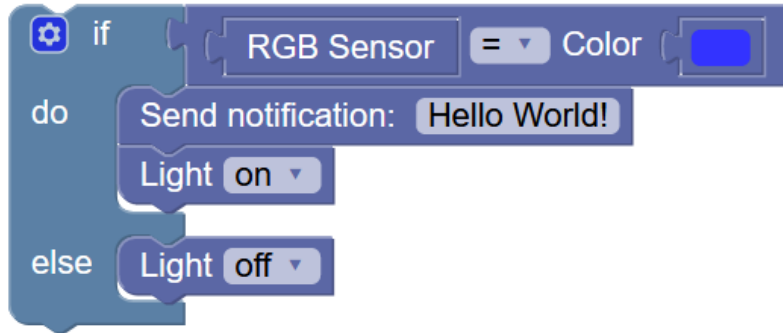 if RGB Sensor = Color
do Send notification: Hello World!
Light on
else Light off